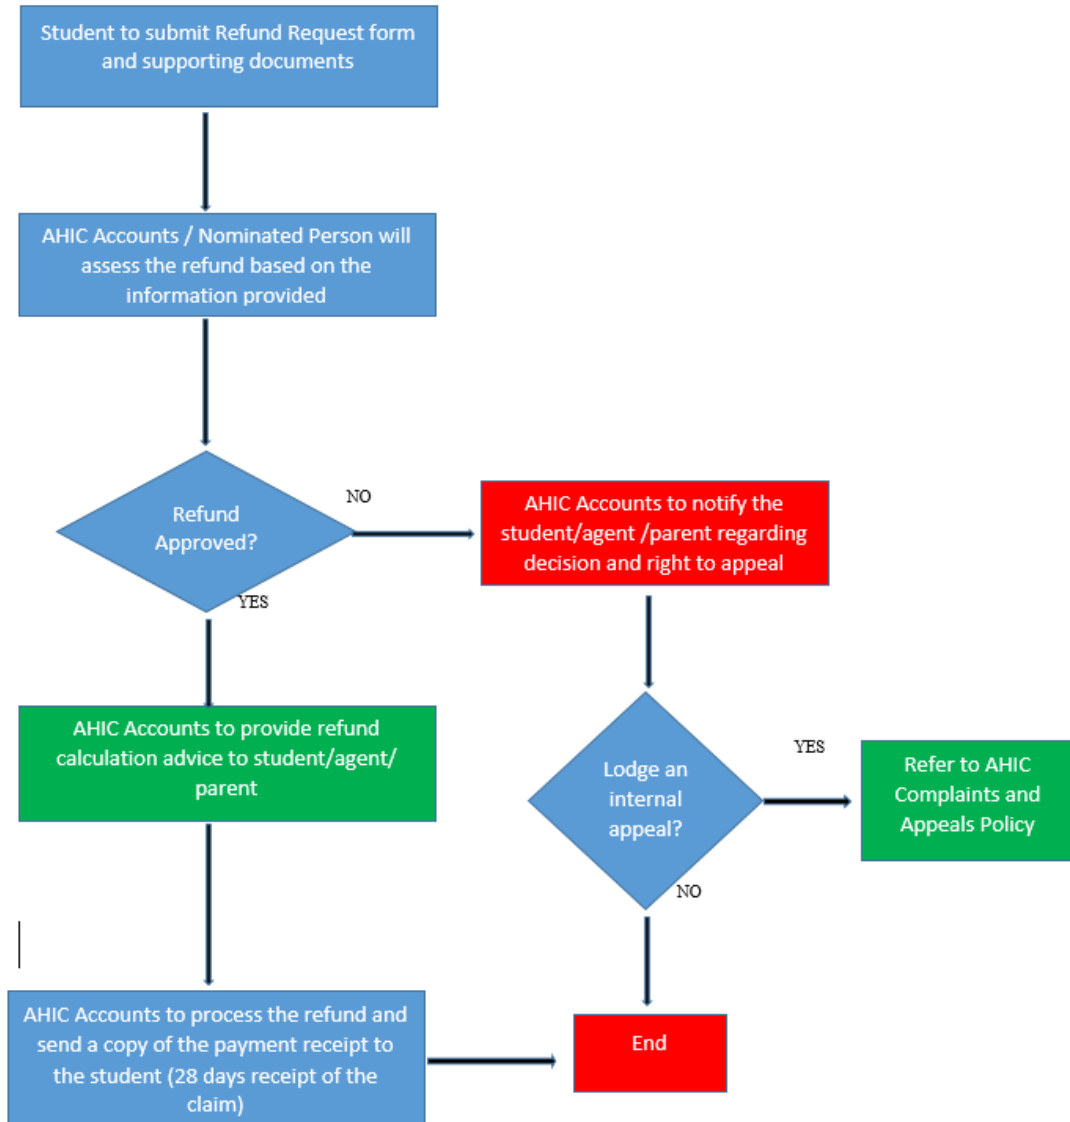 Student to submit Refund Request form
and supporting documents
AHIC Accounts / Nominated Person will
assess the refund based on the
information provided
Refund
Approved?
NO
YES
AHIC Accounts to notify the
student/agent /parent regarding
decision and right to appeal
AHIC Accounts to provide refund
calculation advice to student/agent/
parent
Lodge an
internal
appeal?
YES
NO
Refer to AHIC
Complaints and
Appeals Policy
AHIC Accounts to process the refund and
send a copy of the payment receipt to
the student (28 days receipt of the
claim)
End